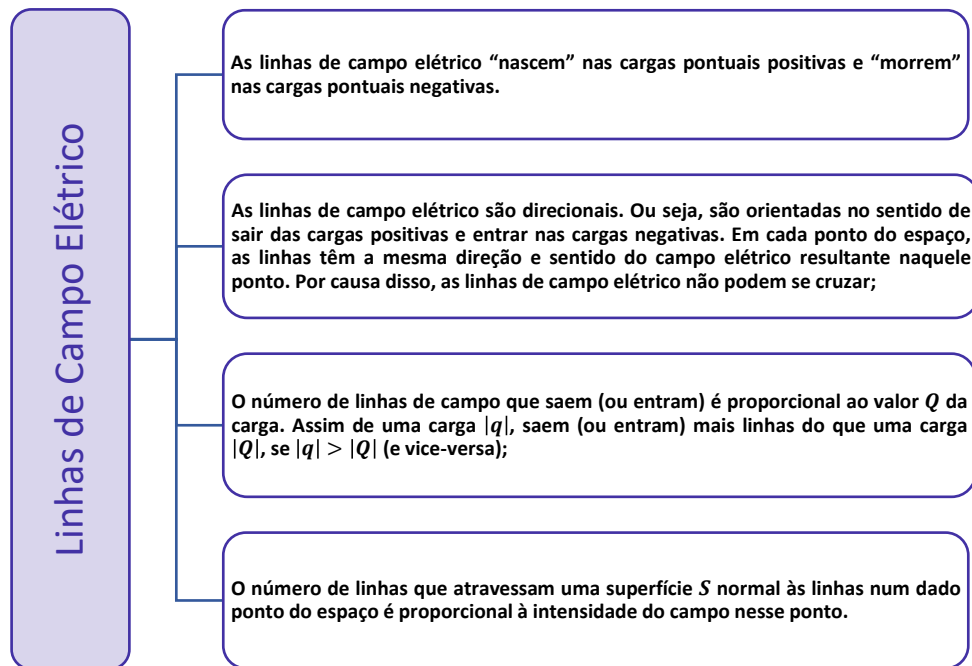 Linhas de Campo Elétrico
As linhas de campo elétrico “nascem” nas cargas pontuais positivas e “morrem”
nas cargas pontuais negativas.
As linhas de campo elétrico são direcionais. Ou seja, são orientadas no sentido de
sair das cargas positivas e entrar nas cargas negativas. Em cada ponto do espaço,
as linhas têm a mesma direção e sentido do campo elétrico resultante naquele
ponto. Por causa disso, as linhas de campo elétrico não podem se cruzar;
O número de linhas de campo que saem (ou entram) é proporcional ao valor Q da
carga. Assim de uma carga |q|, saem (ou entram) mais linhas do que uma carga
|Q|, se |q| > |Q| (e vice-versa);
O número de linhas que atravessam uma superfície S normal às linhas num dado
ponto do espaço é proporcional à intensidade do campo nesse ponto.